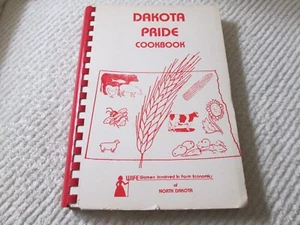 DAKOTA
PRIDE
COOKBOOK
WIFE Women Involved In Farm Economics
of
NORTH DAKOTA